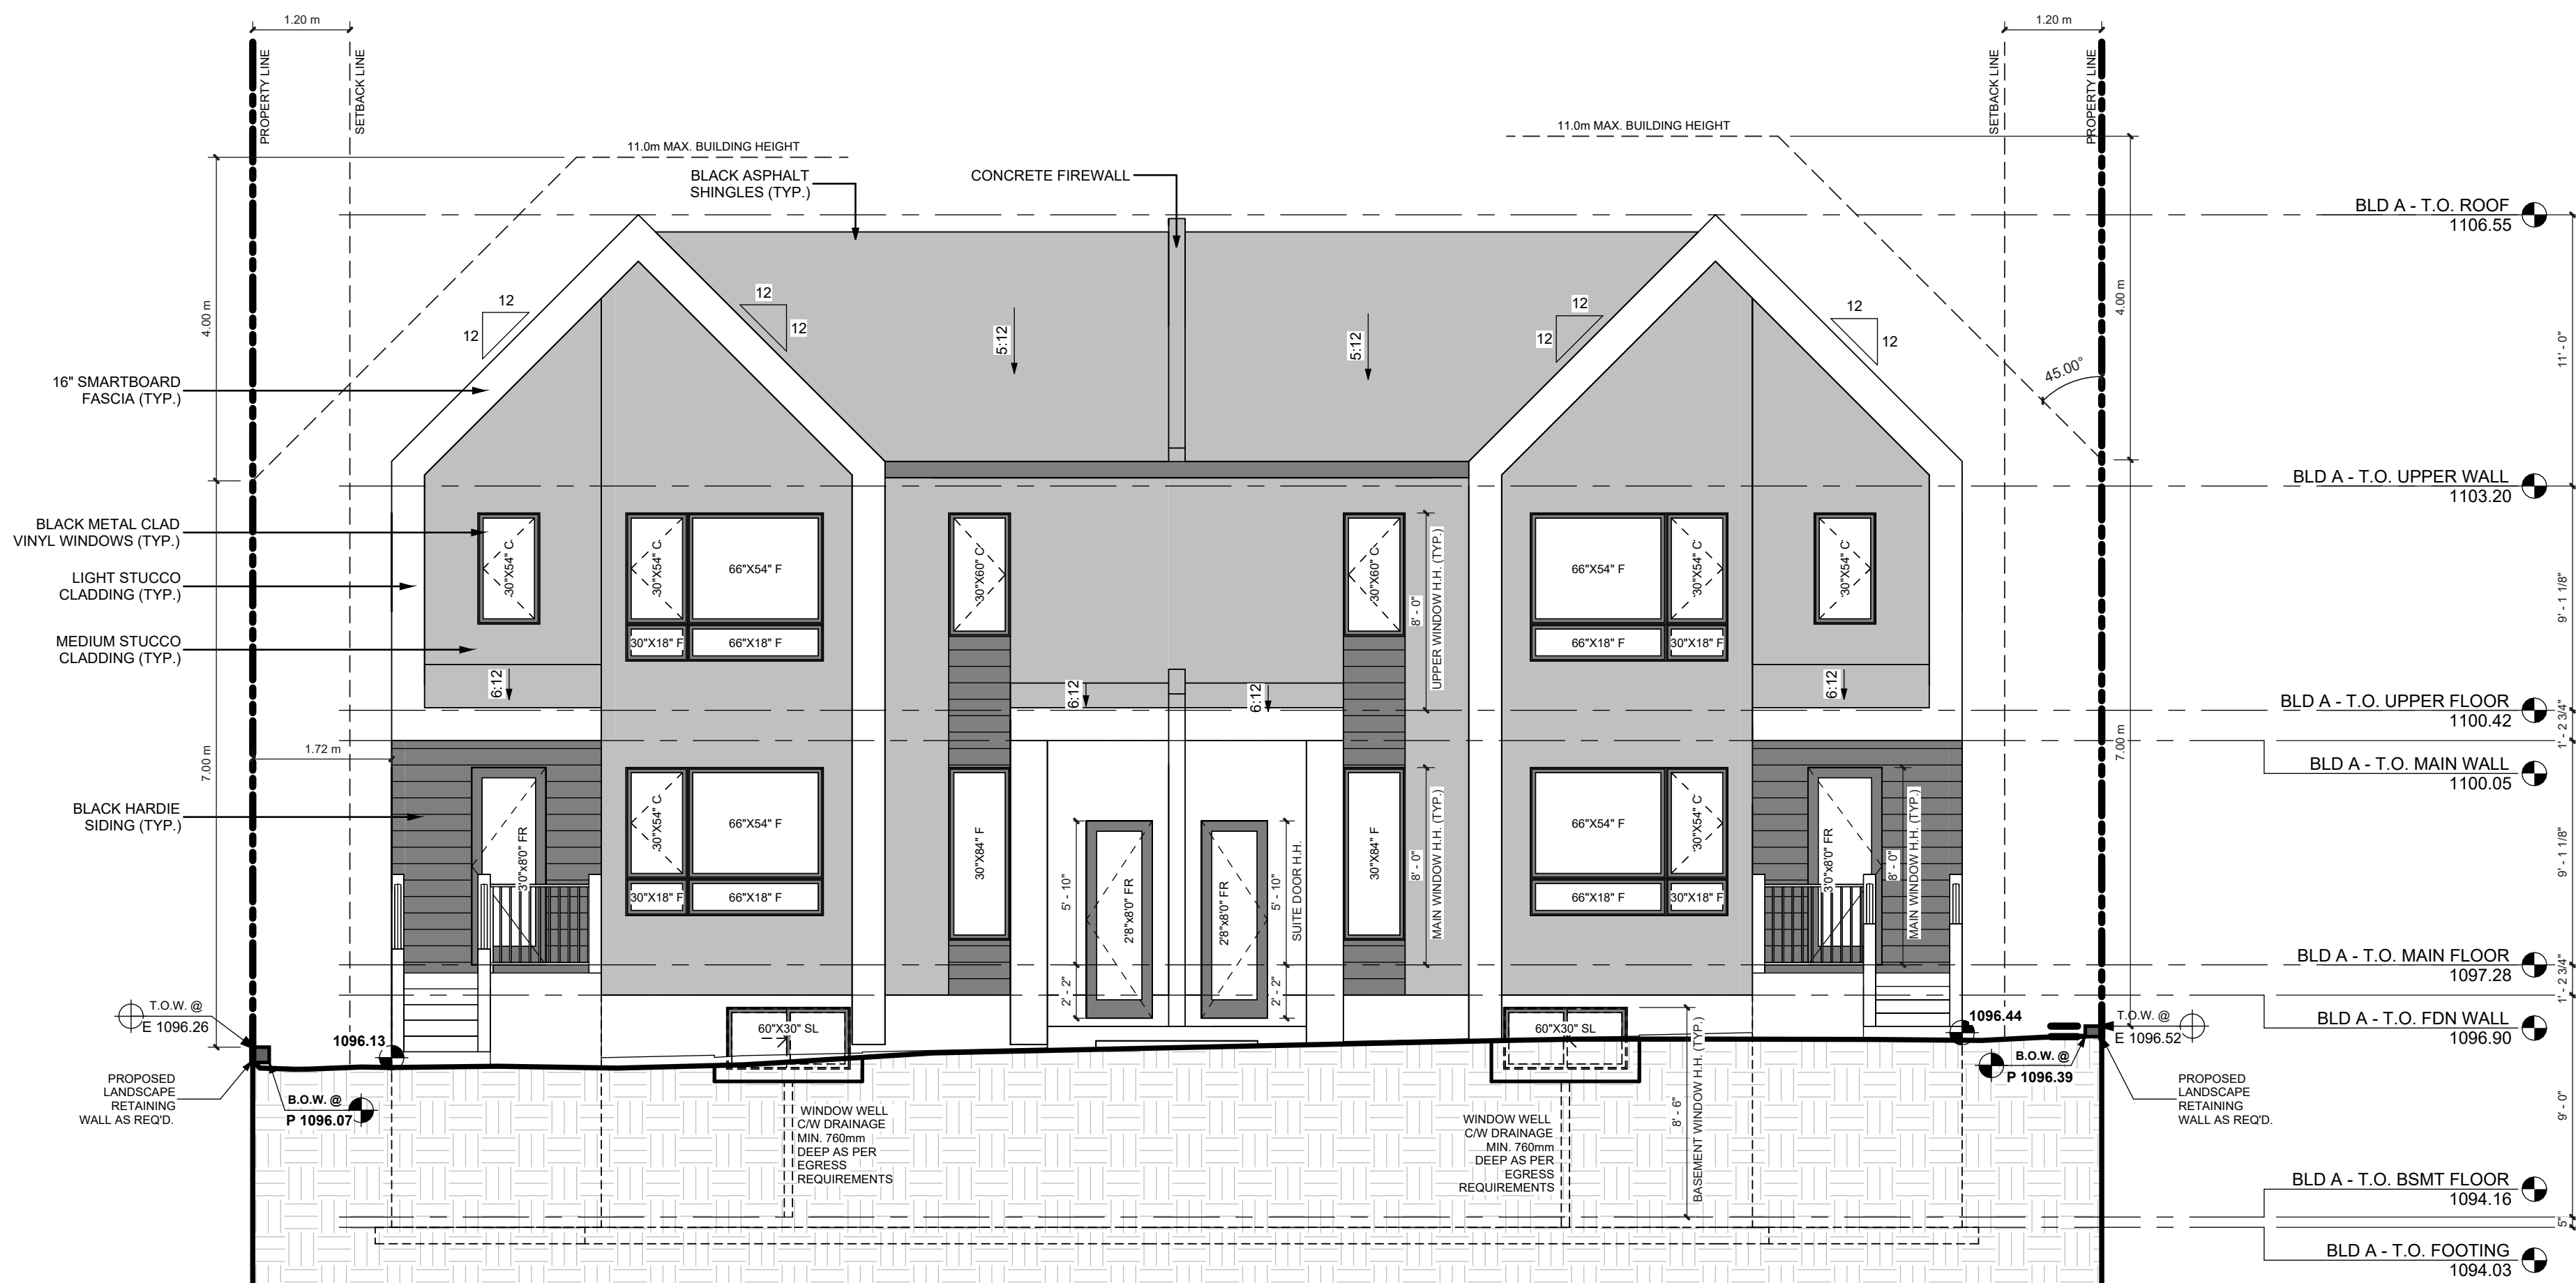 1.20 m
1.20 m
PROPERTY LINE
SETBACK LINE
SETBACK LINE
PROPERTY LINE
11.0m MAX. BUILDING HEIGHT
11.0m MAX. BUILDING HEIGHT
BLACK ASPHALT
SHINGLES (TYP.)
CONCRETE FIREWALL
BLD A - T.O. ROOF
1106.55
4.00 m
4.00 m
12
12
12
12
12
12
12
12
5:12
5:12
45.00°
11' - 0"
16" SMARTBOARD
FASCIA (TYP.)
BLD A - T.O. UPPER WALL
1103.20
BLACK METAL CLAD
VINYL WINDOWS (TYP.)
LIGHT STUCCO
CLADDING (TYP.)
MEDIUM STUCCO
CLADDING (TYP.)
30"X54" C
30"X54" C
66"X54" F
30"X18" F
66"X18" F
30"X60" C
30"X60" C
8' - 0"
UPPER WINDOW H.H. (TYP.)
66"X54" F
30"X54" C
66"X18" F
30"X18" F
30"X54" C
9' - 1 1/8"
6:12
6:12
6:12
6:12
BLD A - T.O. UPPER FLOOR
1100.42
1' - 2 3/4"
1.72 m
7.00 m
7.00 m
BLD A - T.O. MAIN WALL
1100.05
BLACK HARDIE
SIDING (TYP.)
3'0"x8'0" FR
30"X54" C
66"X54" F
30"X18" F
66"X18" F
30"X84" F
5' - 10"
2' - 2"
2'8"x8'0" FR
2'8"x8'0" FR
5' - 10"
2' - 2"
SUITE DOOR H.H.
30"X84" F
8' - 0"
MAIN WINDOW H.H. (TYP.)
66"X54" F
30"X54" C
66"X18" F
30"X18" F
3'0"x8'0" FR
8' - 0"
MAIN WINDOW H.H. (TYP.)
9' - 1 1/8"
BLD A - T.O. MAIN FLOOR
1097.28
1' - 2 3/4"
T.O.W. @
E 1096.26
1096.13
60"X30" SL
60"X30" SL
1096.44
T.O.W. @
E 1096.52
BLD A - T.O. FDN WALL
1096.90
B.O.W. @
P 1096.39
PROPOSED
LANDSCAPE
RETAINING
WALL AS REQ'D.
B.O.W. @
P 1096.07
WINDOW WELL
C/W DRAINAGE
MIN. 760mm
DEEP AS PER
EGRESS
REQUIREMENTS
WINDOW WELL
C/W DRAINAGE
MIN. 760mm
DEEP AS PER
EGRESS
REQUIREMENTS
8' - 6"
BASEMENT WINDOW H.H. (TYP.)
PROPOSED
LANDSCAPE
RETAINING
WALL AS REQ'D.
9' - 0"
BLD A - T.O. BSMT FLOOR
1094.16
5"
BLD A - T.O. FOOTING
1094.03